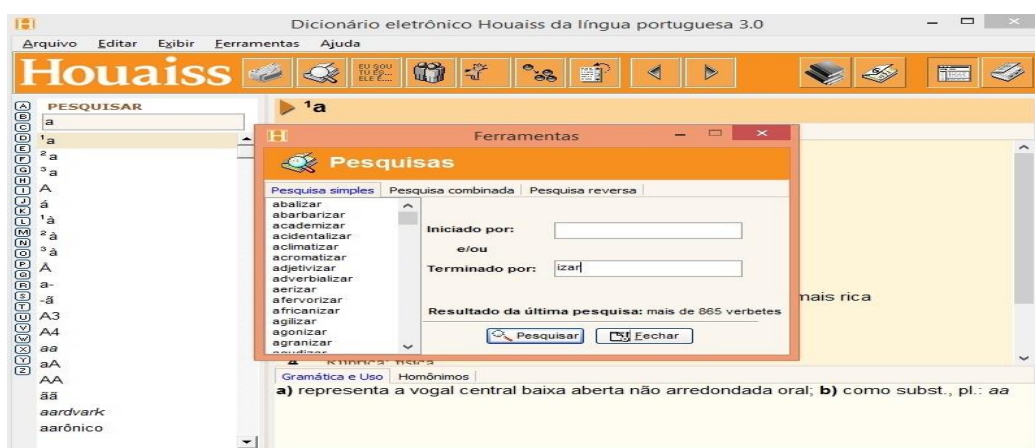 Dicionário eletrônico Houaiss da língua portuguesa 3.0
Arquivo Editar Exibir Ferramentas Ajuda
Houaiss
EU SOU
TU ÉS...
ELE É...
A
B
C
D
E
F
G
H
I
J
K
L
M
N
O
P
Q
R
S
T
U
V
W
X
Y
Z
PESQUISAR
a
¹a
²a
³a
A
á
¹à
²à
³à
Å
a-
-ã
A3
A4
aa
aA
AA
ãã
aardvark
aarônico
¹a
Ferramentas
Pesquisas
Pesquisa simples Pesquisa combinada Pesquisa reversa
abalizar
abarbarizar
academizar
acidentalizar
aclimatizar
acromatizar
adjetivizar
adverbializar
aerizar
afervorizar
africanizar
agilizar
agonizar
agranizar
Iniciado por:
e/ou
Terminado por: izar
Resultado da última pesquisa: mais de 865 verbetes
Pesquisar Fechar
mais rica
Gramática e Uso Homônimos
a) representa a vogal central baixa aberta não arredondada oral; b) como subst., pl.: aa